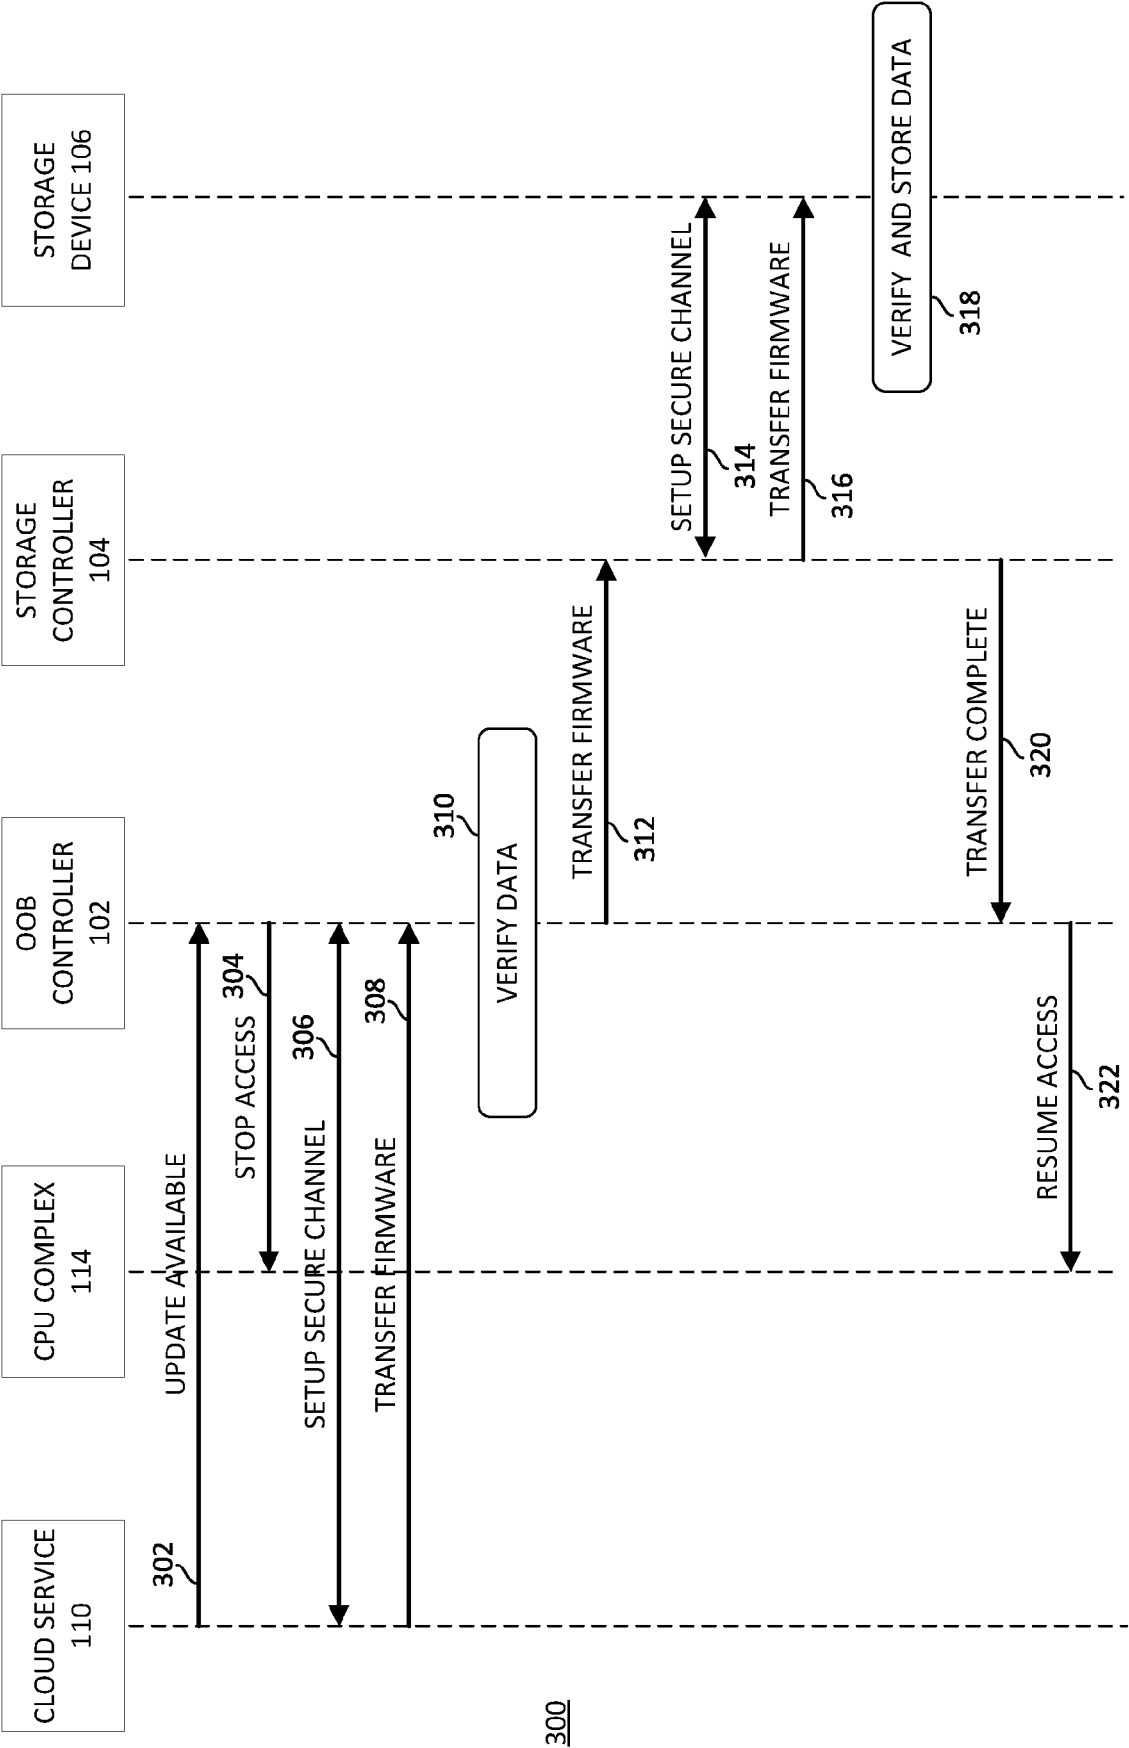 CLOUD SERVICE
110
CPU COMPLEX
114
OOB
CONTROLLER
102
STORAGE
CONTROLLER
104
STORAGE
DEVICE 106
302
UPDATE AVAILABLE
STOP ACCESS
304
SETUP SECURE CHANNEL
306
TRANSFER FIRMWARE
308
VERIFY DATA
310
TRANSFER FIRMWARE
312
SETUP SECURE CHANNEL
314
TRANSFER FIRMWARE
316
VERIFY AND STORE DATA
318
TRANSFER COMPLETE
320
RESUME ACCESS
322
300